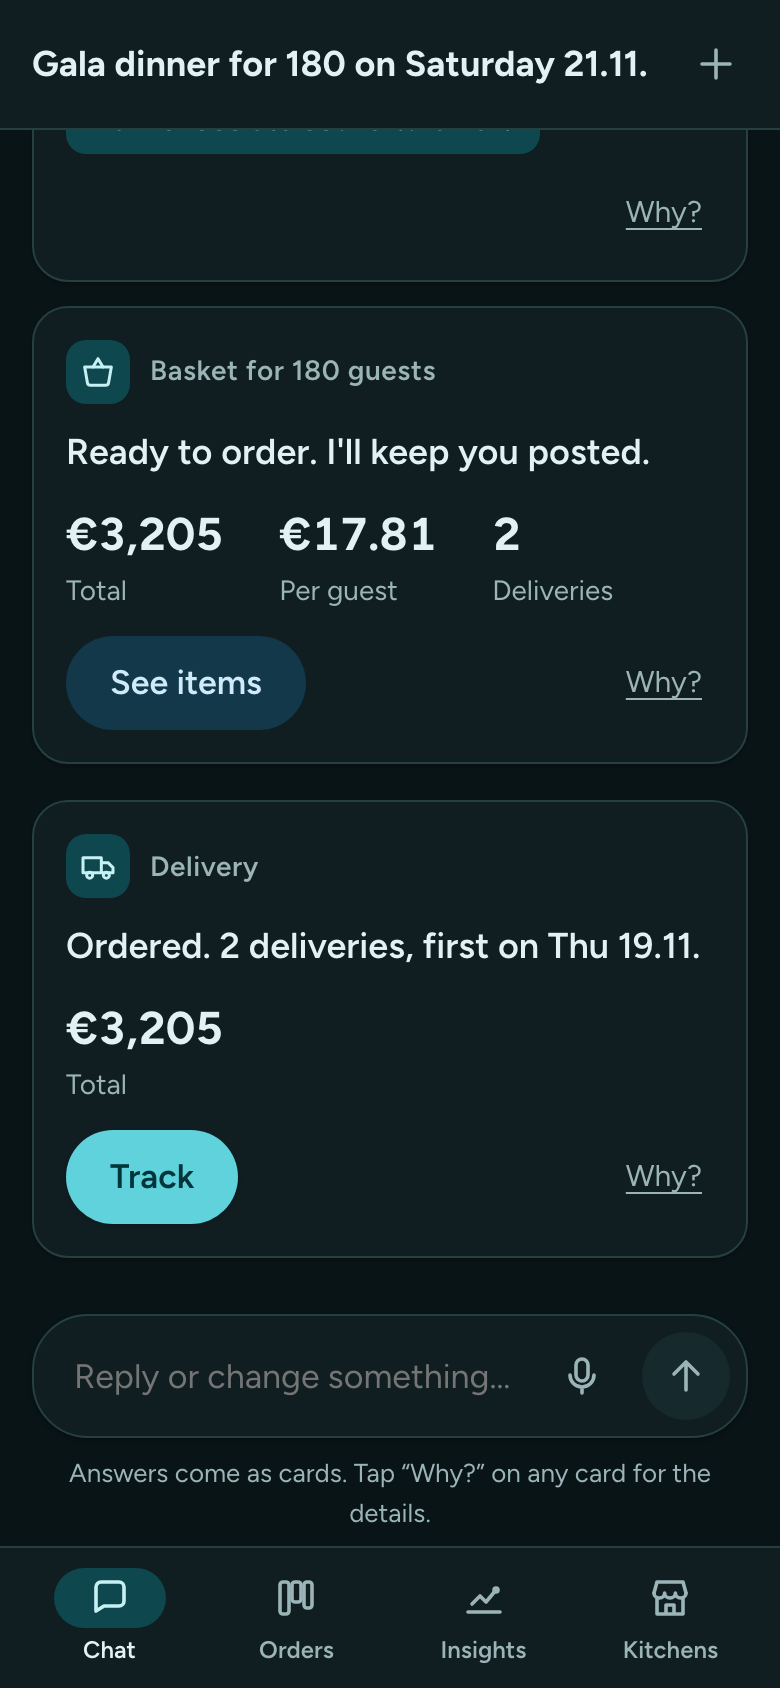 Gala dinner for 180 on Saturday 21.11.
Why?
Basket for 180 guests
Ready to order. I'll keep you posted.
€3,205 €17.81 2
Total Per guest Deliveries
See items Why?
Delivery
Ordered. 2 deliveries, first on Thu 19.11.
€3,205
Total
Track Why?
Reply or change something...
Answers come as cards. Tap “Why?” on any card for the
details.
Chat Orders Insights Kitchens